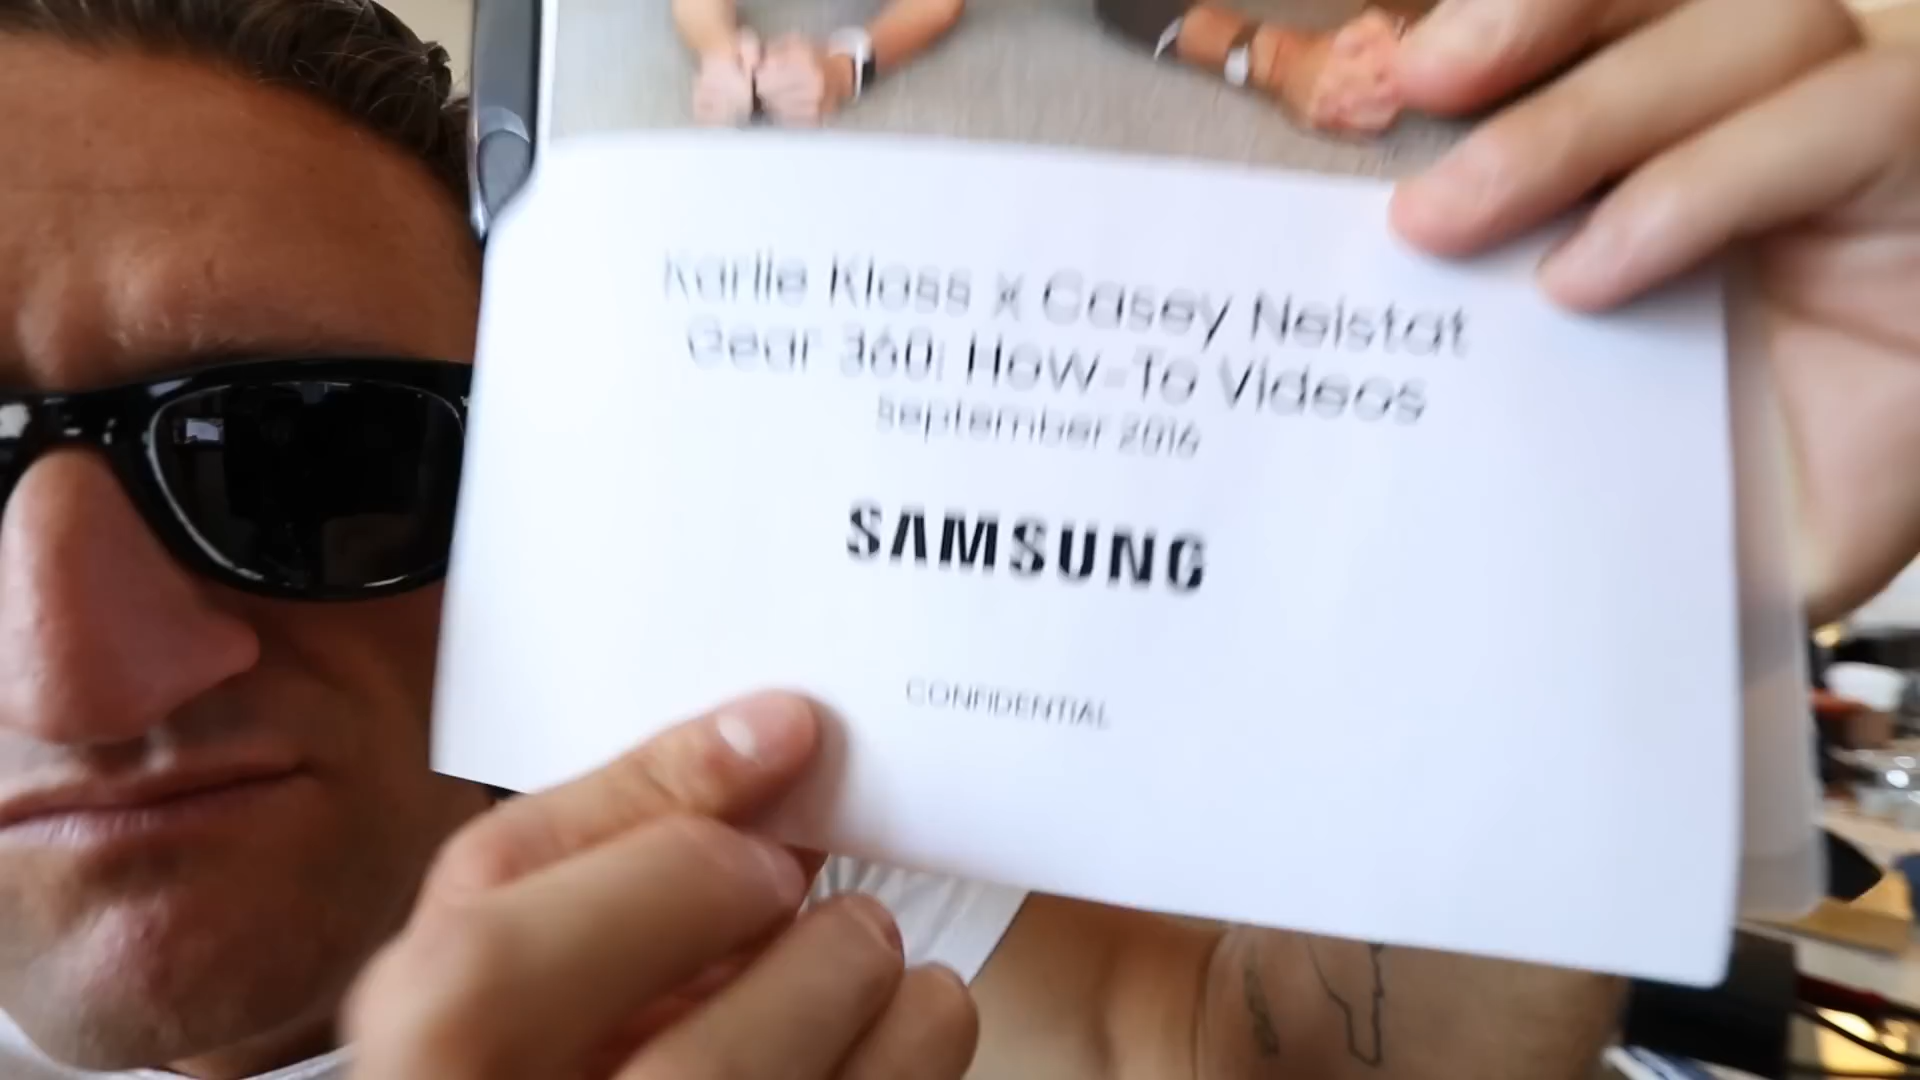 Karlie Kloss x Casey Neistat
Gear 360: How-To Videos
September 2016
SAMSUNG
CONFIDENTIAL